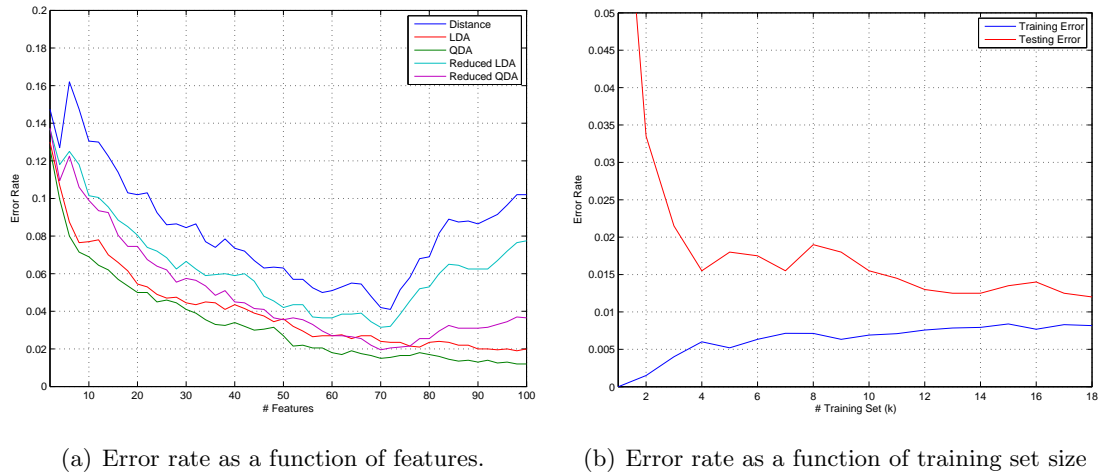 0.2
0.18
0.16
0.14
0.12
0.1
0.08
0.06
0.04
0.02
0
Error Rate
10 20 30 40 50 60 70 80 90 100
# Features
Distance
LDA
QDA
Reduced LDA
Reduced QDA
(a) Error rate as a function of features.
0.05
0.045
0.04
0.035
0.03
0.025
0.02
0.015
0.01
0.005
0
Error Rate
2 4 6 8 10 12 14 16 18
# Training Set (k)
Training Error
Testing Error
(b) Error rate as a function of training set size